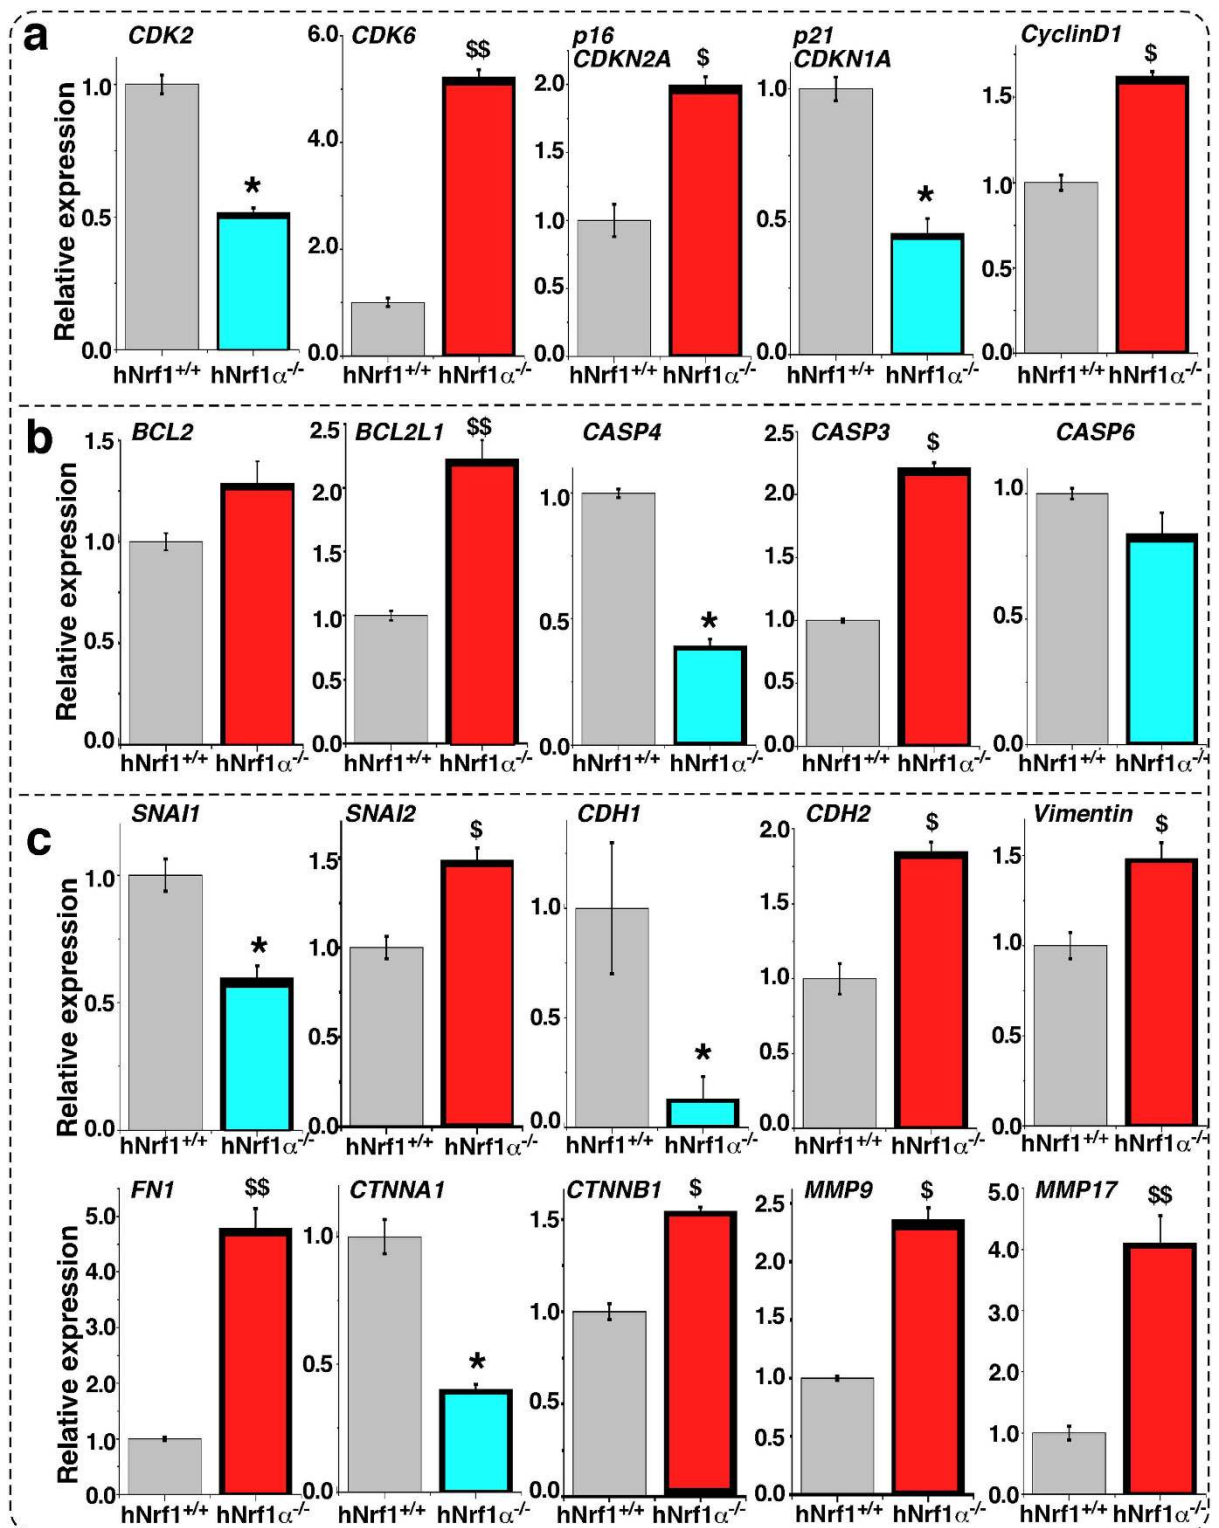 a
CDK2
CDK6
p16
CDKN2A
p21
CDKN1A
CyclinD1
Relative expression
1.0
0.5
0.0
*
hNrf1+/+ hNrf1α-/-
6.0
4.0
2.0
0.0
$$
hNrf1+/+ hNrf1α-/-
2.0
1.5
1.0
0.5
0.0
$
hNrf1+/+ hNrf1α-/-
1.0
0.5
0.0
*
hNrf1+/+ hNrf1α-/-
1.5
1.0
0.5
0.0
$
hNrf1+/+ hNrf1α-/-
b
BCL2
BCL2L1
CASP4
CASP3
CASP6
Relative expression
1.5
1.0
0.5
0.0
hNrf1+/+ hNrf1α-/-
2.5
2.0
1.5
1.0
0.5
0.0
$$
hNrf1+/+ hNrf1α-/-
1.0
0.5
0.0
*
hNrf1+/+ hNrf1α-/-
2.5
2.0
1.5
1.0
0.5
0.0
$
hNrf1+/+ hNrf1α-/-
1.0
0.5
0.0
hNrf1+/+ hNrf1α-/-
c
SNAI1
SNAI2
CDH1
CDH2
Vimentin
Relative expression
1.0
0.5
0.0
*
hNrf1+/+ hNrf1α-/-
1.5
1.0
0.5
0.0
$
hNrf1+/+ hNrf1α-/-
1.0
0.5
0.0
*
hNrf1+/+ hNrf1α-/-
2.0
1.5
1.0
0.5
0.0
$
hNrf1+/+ hNrf1α-/-
1.5
1.0
0.5
0.0
$
hNrf1+/+ hNrf1α-/-
FN1
CTNNA1
CTNNB1
MMP9
MMP17
Relative expression
5.0
4.0
3.0
2.0
1.0
0.0
$$
hNrf1+/+ hNrf1α-/-
1.0
0.5
0.0
*
hNrf1+/+ hNrf1α-/-
1.5
1.0
0.5
0.0
$
hNrf1+/+ hNrf1α-/-
2.5
2.0
1.5
1.0
0.5
0.0
$
hNrf1+/+ hNrf1α-/-
5.0
4.0
3.0
2.0
1.0
0.0
$$
hNrf1+/+ hNrf1α-/-